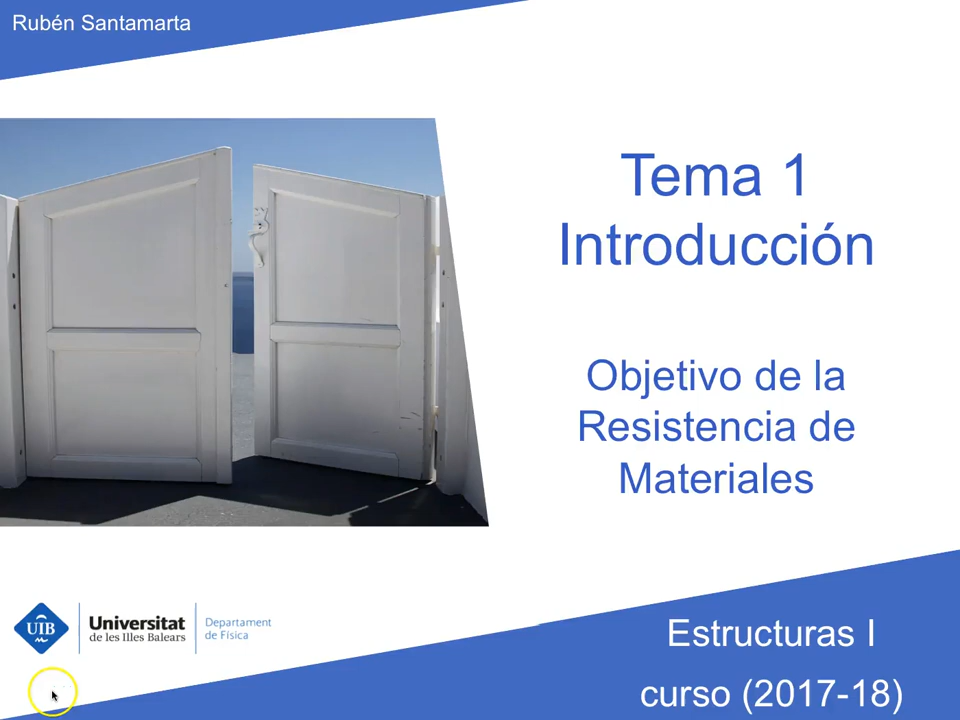 Rubén Santamarta
Tema 1
Introducción
Objetivo de la
Resistencia de
Materiales
UIB
Universitat
de les Illes Balears
Departament
de Física
Estructuras I
curso (2017-18)